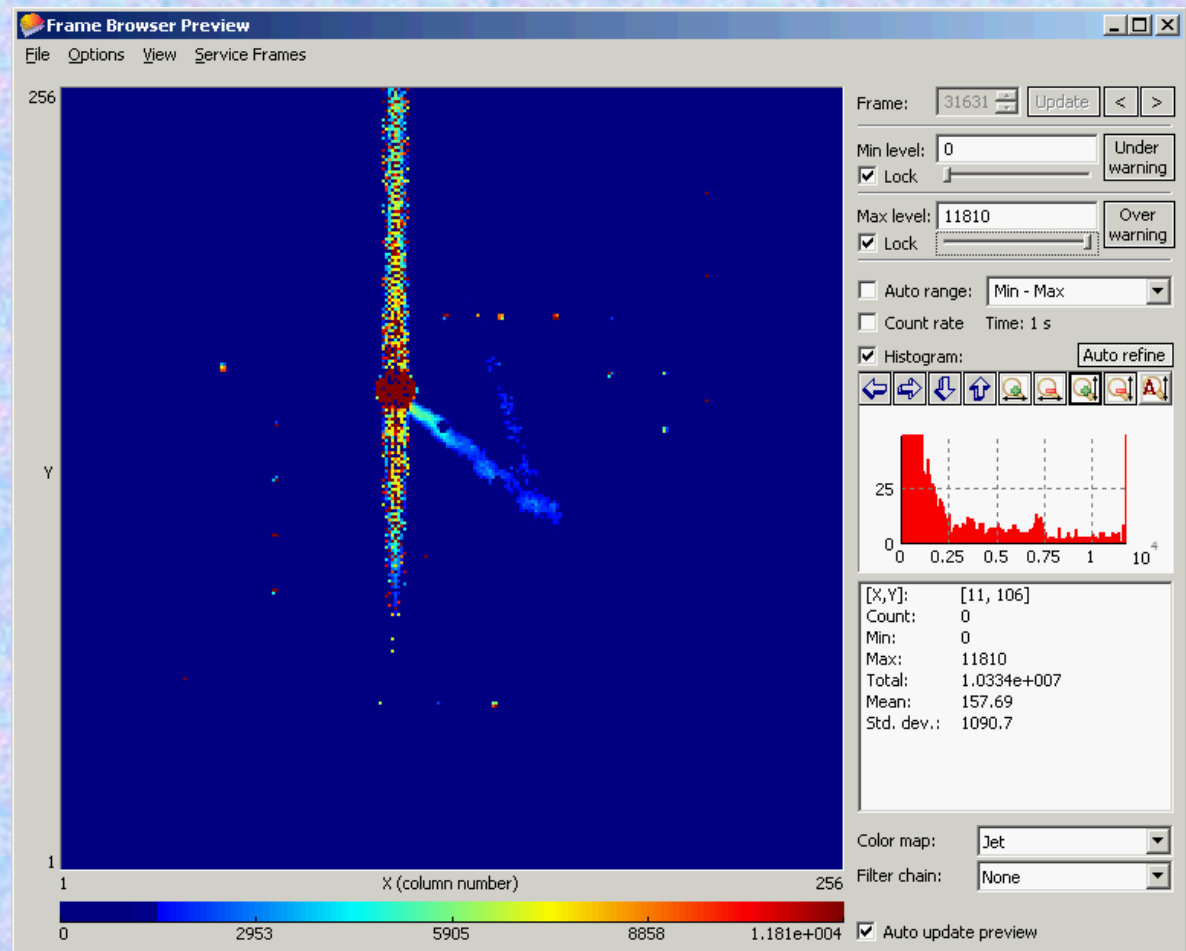 Frame Browser Preview
File Options View Service Frames
256
Y
1
1 X (column number) 256
0 2953 5905 8858 1.181e+004
Frame: 31631 Update < >
Min level: 0 Under warning
Lock
Max level: 11810 Over warning
Lock
Auto range: Min - Max
Count rate Time: 1 s
Histogram: Auto refine
A
25
0
0 0.25 0.5 0.75 1 10 4
[X,Y]: [11, 106]
Count: 0
Min: 0
Max: 11810
Total: 1.0334e+007
Mean: 157.69
Std. dev.: 1090.7
Color map: Jet
Filter chain: None
Auto update preview